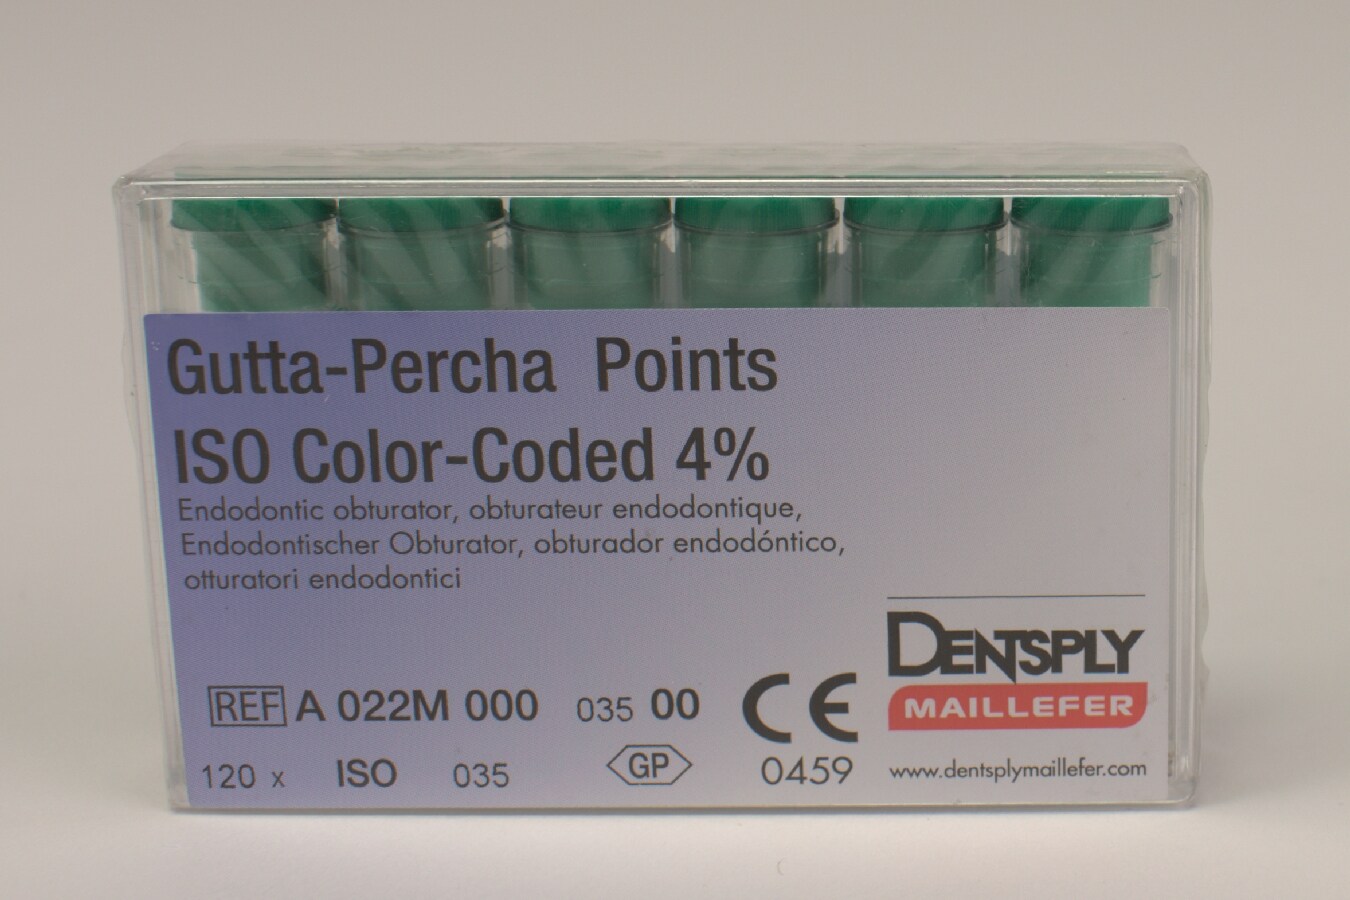 Gutta-Percha Points
ISO Color-Coded 4%
Endodontic obturator, obturateur endodontique,
Endodontischer Obturator, obturador endodóntico,
otturatori endodontici
REF A 022M 000 035 00
120 x ISO 035
GP
CE
0459
DENTSPLY
MAILLEFER
www.dentsplymaillefer.com